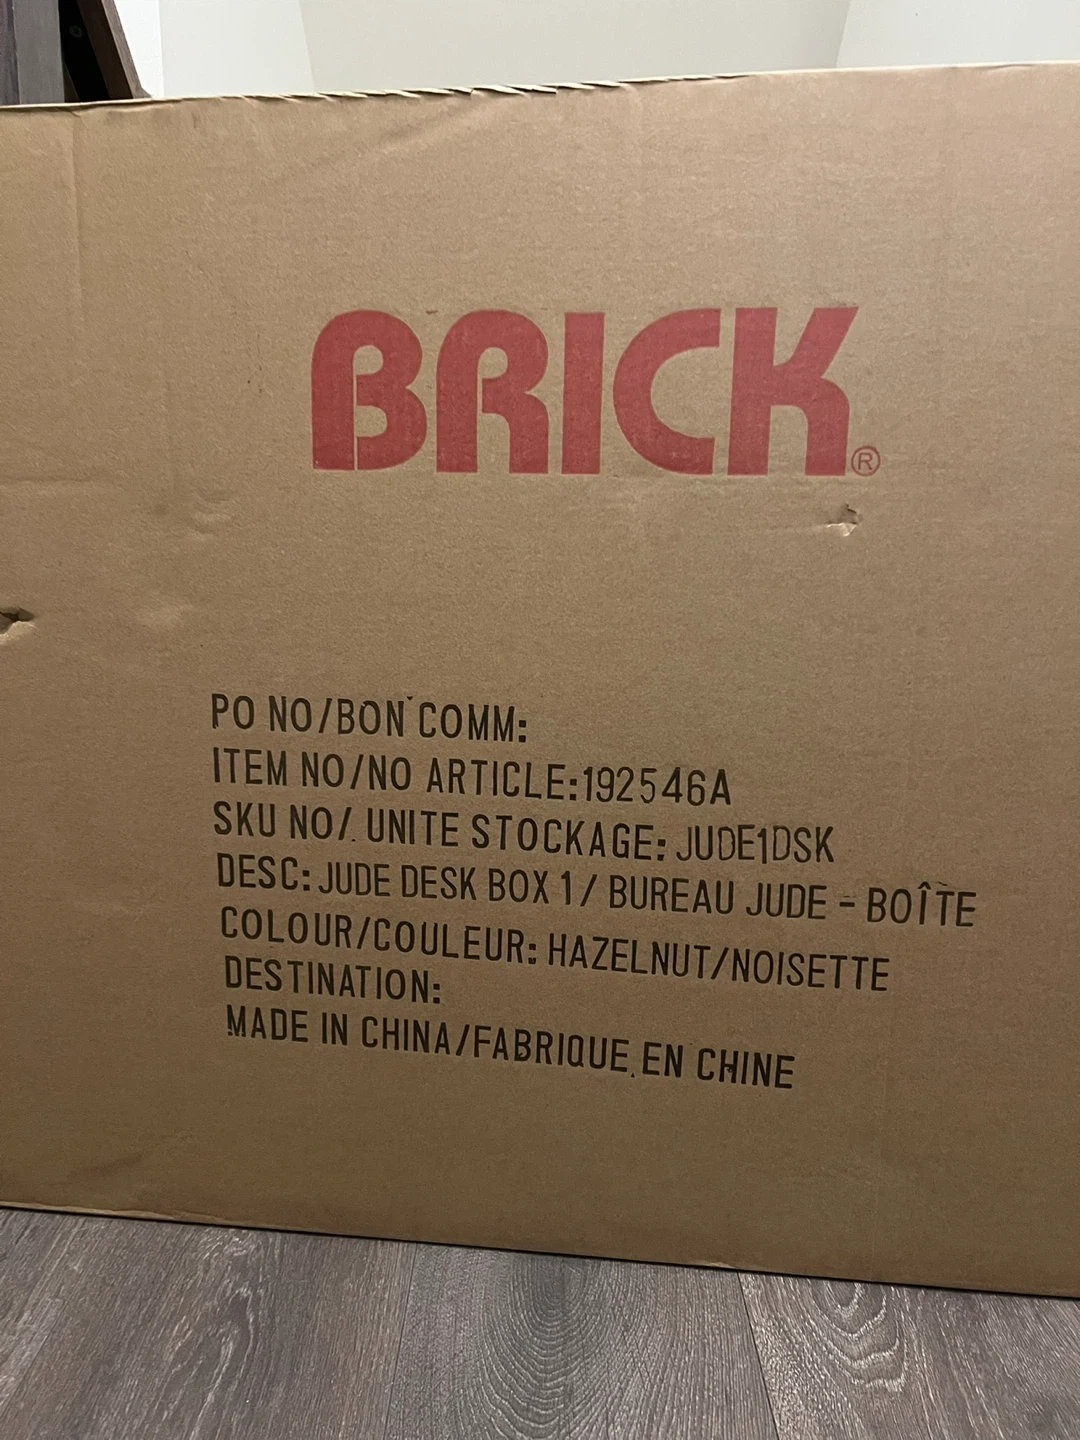 BRICK®
PO NO/BON COMM:
ITEM NO/NO ARTICLE:192546A
SKU NO/ UNITE STOCKAGE: JUDE1DSK
DESC: JUDE DESK BOX 1/ BUREAU JUDE - BOÎTE
COLOUR/COULEUR: HAZELNUT/NOISETTE
DESTINATION:
MADE IN CHINA/FABRIQUE EN CHINE